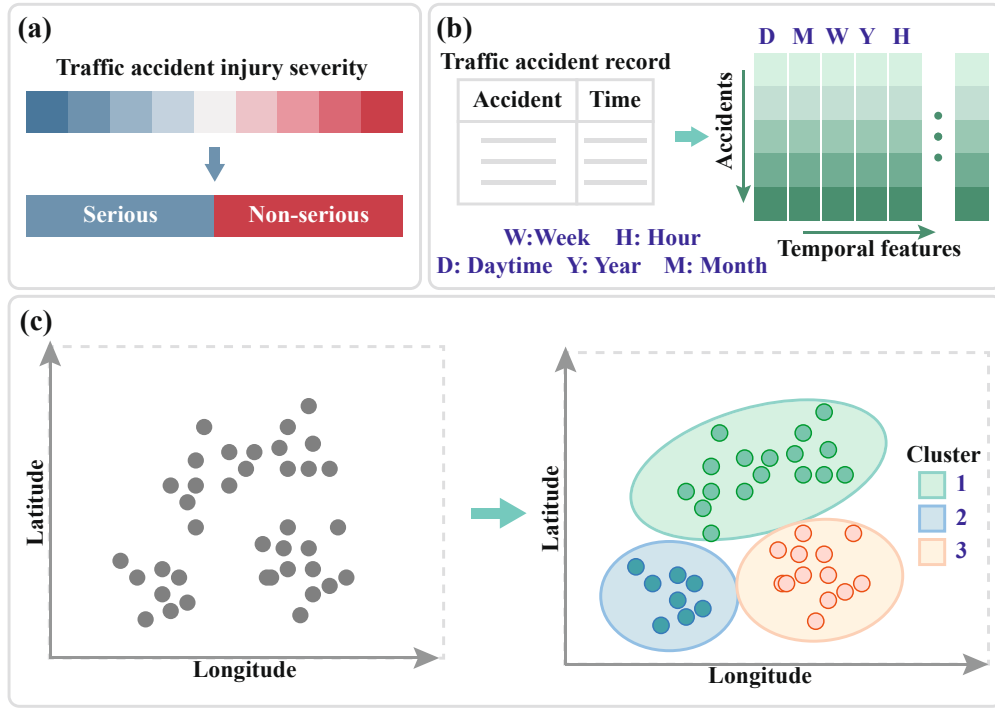 (a)
Traffic accident injury severity
Serious
Non-serious
(b)
Traffic accident record
Accident
Time
D M W Y H
Accidents
Temporal features
W:Week H: Hour
D: Daytime Y: Year M: Month
(c)
Latitude
Longitude
Latitude
Longitude
Cluster
1
2
3